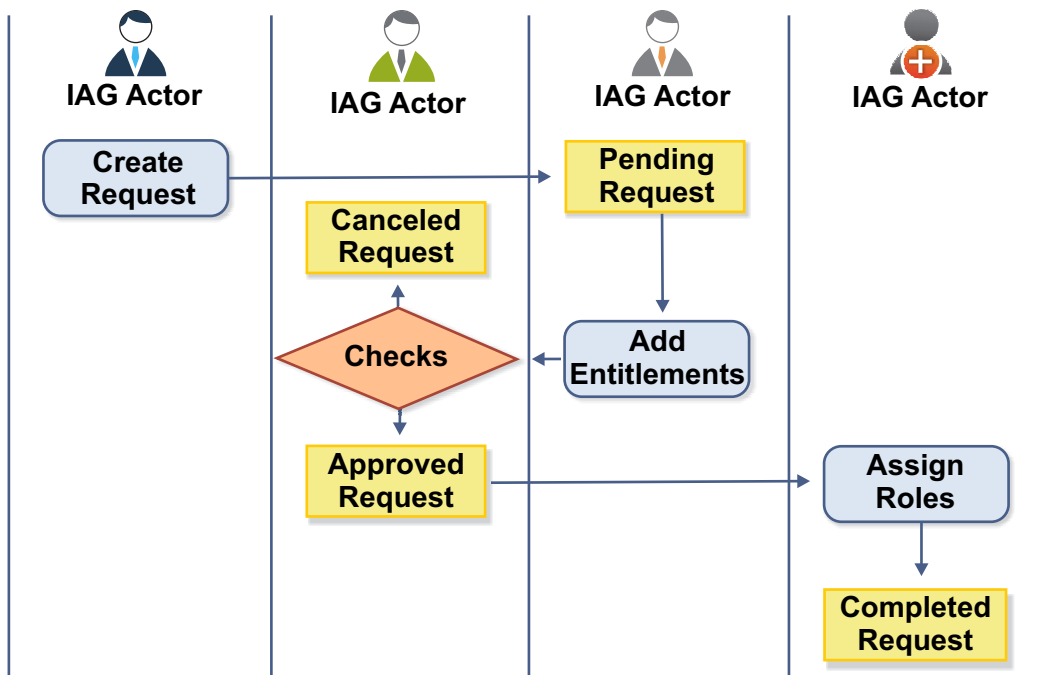 IAG Actor
IAG Actor
IAG Actor
IAG Actor
Create
Request
Pending
Request
Canceled
Request
Checks
Add
Entitlements
Approved
Request
Assign
Roles
Completed
Request